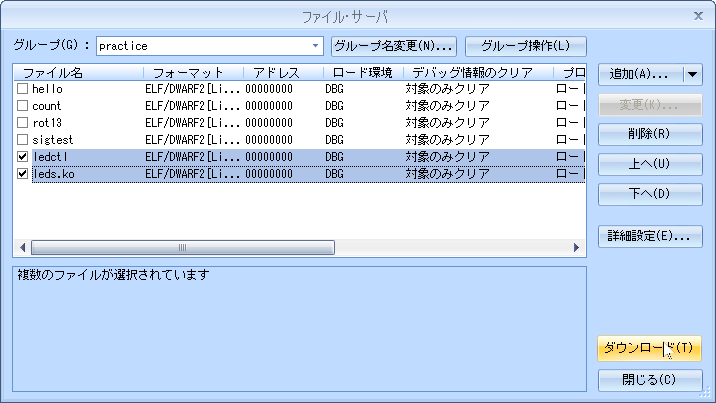 ファイル・サーバ
グループ(G) : practice グループ名変更(N)... グループ操作(L)
ファイル名 フォーマット アドレス ロード環境 デバッグ情報のクリア プロ
hello ELF/DWARF2[Li... 00000000 DBG 対象のみクリア ロード
count ELF/DWARF2[Li... 00000000 DBG 対象のみクリア ロード
rot13 ELF/DWARF2[Li... 00000000 DBG 対象のみクリア ロード
sigtest ELF/DWARF2[Li... 00000000 DBG 対象のみクリア ロード
ledctl ELF/DWARF2[Li... 00000000 DBG 対象のみクリア ロード
leds.ko ELF/DWARF2[Li... 00000000 DBG 対象のみクリア ロード
追加(A)...
変更(K)...
削除(R)
上へ(U)
下へ(D)
詳細設定(E)...
複数のファイルが選択されています
ダウンロード(T)
閉じる(C)